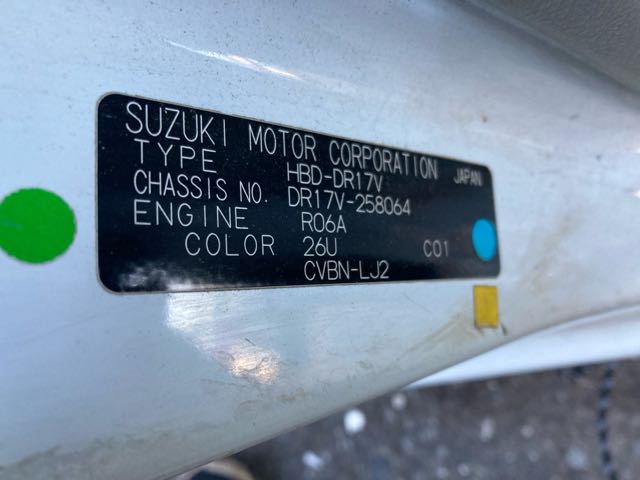 SUZUKI MOTOR CORPORATION JAPAN
TYPE HBD-DR17V
CHASSIS NO. DR17V-258064
ENGINE R06A
COLOR 26U C01
CVBN-LJ2